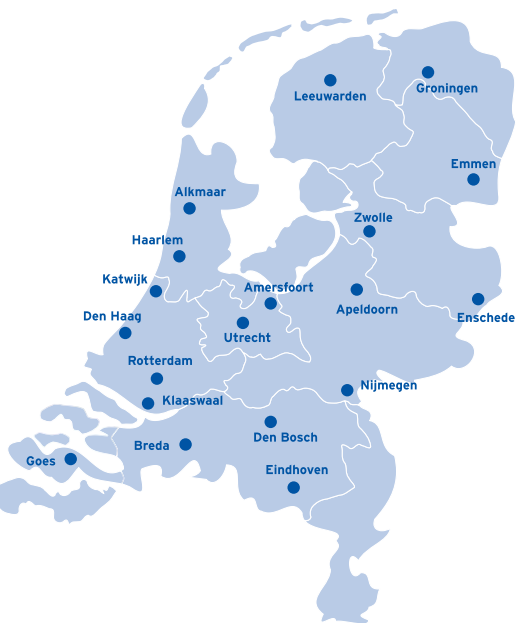 Groningen
Leeuwarden
Emmen
Alkmaar
Zwolle
Haarlem
Katwijk
Amersfoort
Apeldoorn
Den Haag
Enschede
Utrecht
Rotterdam
Nijmegen
Klaaswaal
Den Bosch
Breda
Goes
Eindhoven